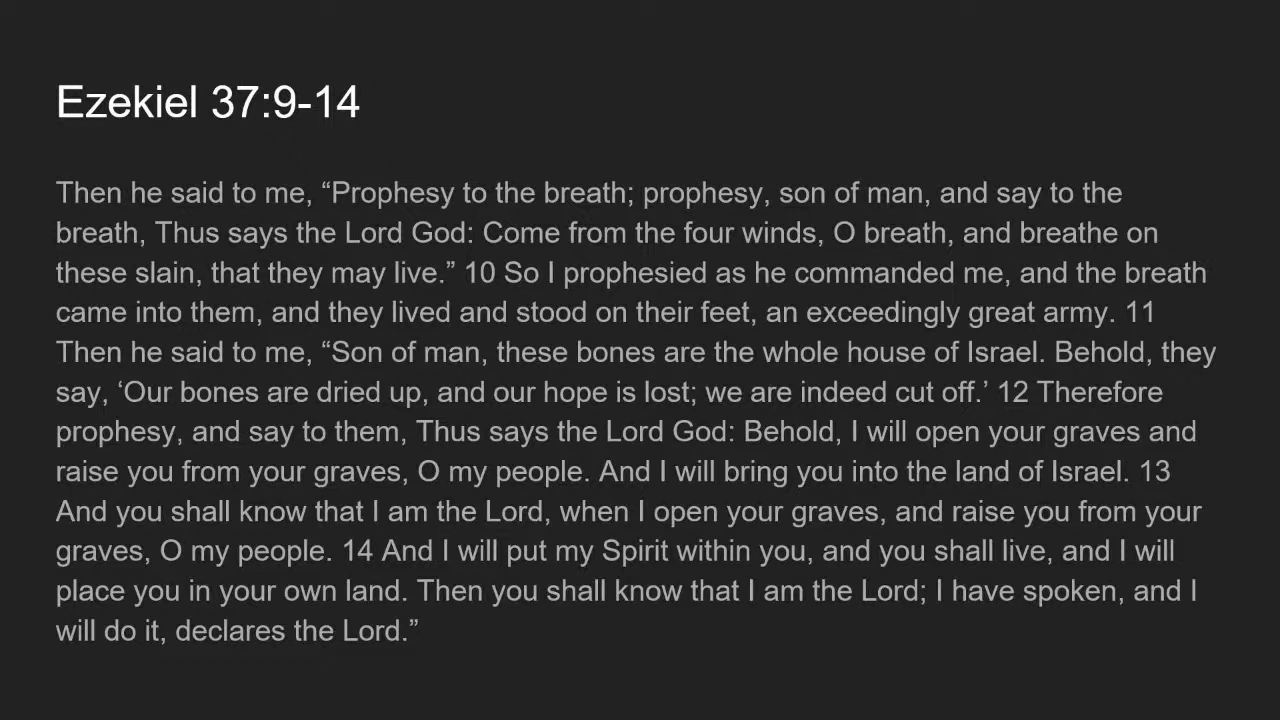 Ezekiel 37:9-14
Then he said to me, “Prophesy to the breath; prophesy, son of man, and say to the
breath, Thus says the Lord God: Come from the four winds, O breath, and breathe on
these slain, that they may live.” 10 So I prophesied as he commanded me, and the breath
came into them, and they lived and stood on their feet, an exceedingly great army. 11
Then he said to me, “Son of man, these bones are the whole house of Israel. Behold, they
say, ‘Our bones are dried up, and our hope is lost; we are indeed cut off.’ 12 Therefore
prophesy, and say to them, Thus says the Lord God: Behold, I will open your graves and
raise you from your graves, O my people. And I will bring you into the land of Israel. 13
And you shall know that I am the Lord, when I open your graves, and raise you from your
graves, O my people. 14 And I will put my Spirit within you, and you shall live, and I will
place you in your own land. Then you shall know that I am the Lord; I have spoken, and I
will do it, declares the Lord.”